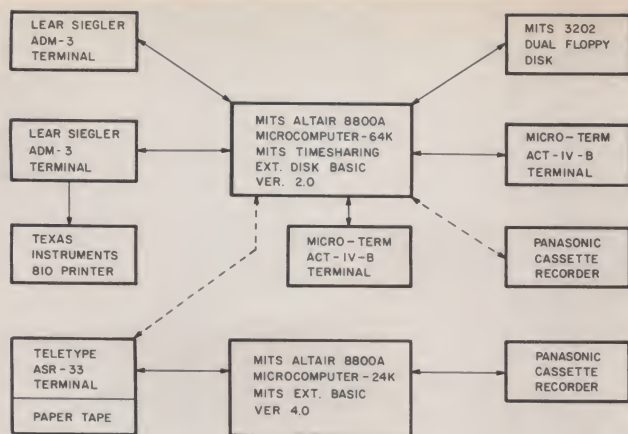 LEAR SIEGLER
ADM-3
TERMINAL
MITS 3202
DUAL FLOPPY
DISK
MITS ALTAIR 8800A
MICROCOMPUTER-64K
MITS TIMESHARING
EXT. DISK BASIC
VER. 2.0
LEAR SIEGLER
ADM-3
TERMINAL
MICRO-TERM
ACT-IV-B
TERMINAL
TEXAS
INSTRUMENTS
810 PRINTER
MICRO-TERM
ACT-IV-B
TERMINAL
PANASONIC
CASSETTE
RECORDER
TELETYPE
ASR-33
TERMINAL
PAPER TAPE
MITS ALTAIR 8800A
MICROCOMPUTER-24K
MITS EXT. BASIC
VER 4.0
PANASONIC
CASSETTE
RECORDER